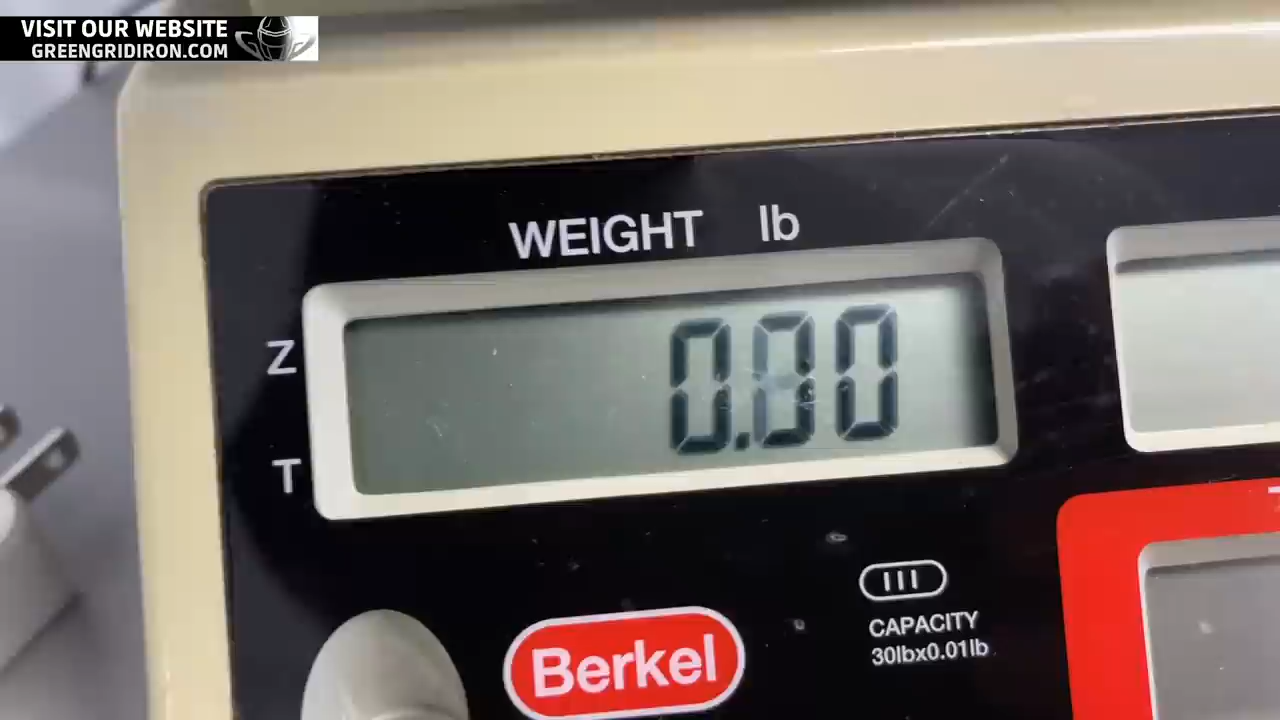 VISIT OUR WEBSITE
GREENGRIDIRON.COM
WEIGHT lb
Z
0.00
T
III
CAPACITY
30lbx0.01lb
Berkel